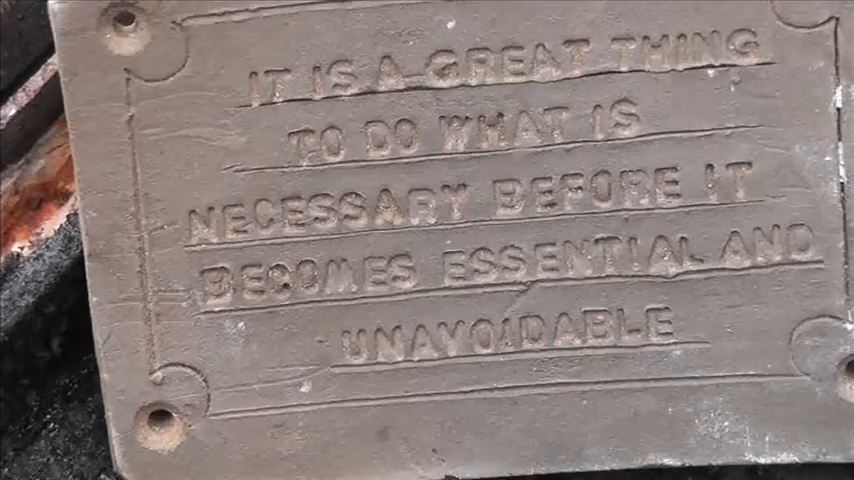 IT IS A GREAT THING
TO DO WHAT IS
NECESSARY BEFORE IT
BECOMES ESSENTIAL AND
UNAVOIDABLE